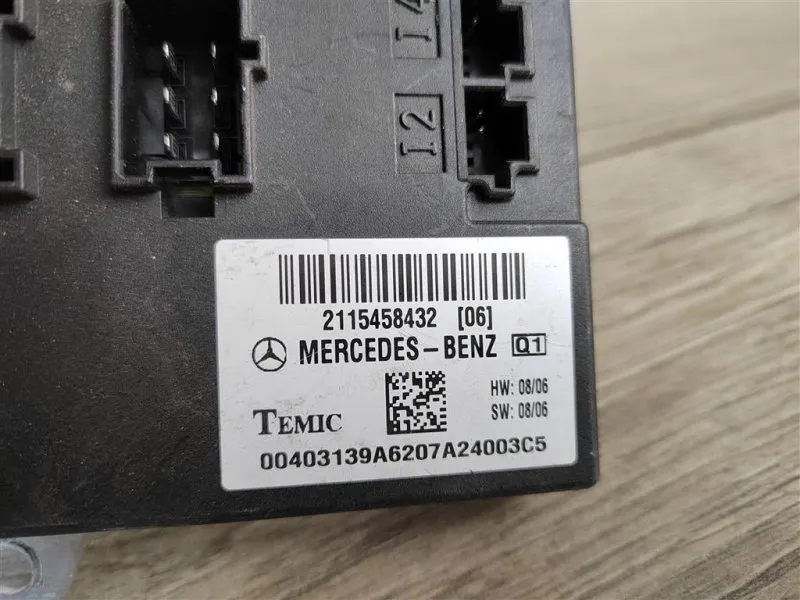 I4
I2
2115458432 [06]
MERCEDES-BENZ Q1
HW: 08/06
TEMIC
SW: 08/06
00403139A6207A24003C5